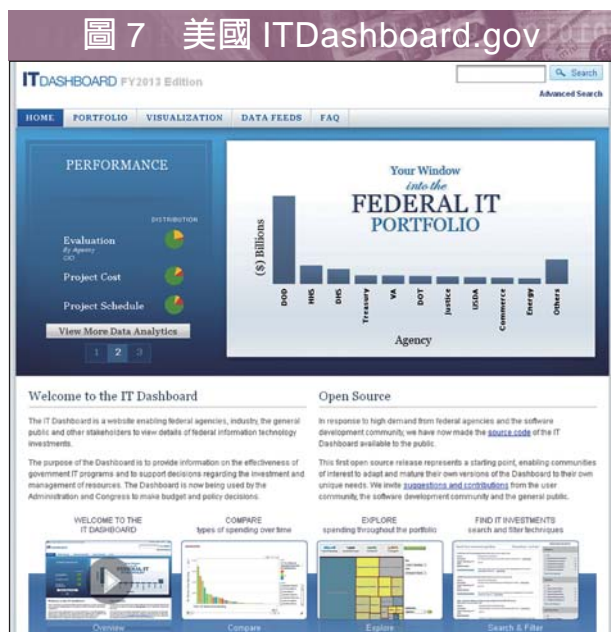 圖 7　美國 ITDashboard.gov
ITDASHBOARD FY2013 Edition
Search
Advanced Search
HOME PORTFOLIO VISUALIZATION DATA FEEDS FAQ
PERFORMANCE
DISTRIBUTION
Evaluation
By Agency
CIO
Project Cost
Project Schedule
View More Data Analytics
1 2 3
Your Window
into the
FEDERAL IT
PORTFOLIO
($) Billions
DOD HHS DHS Treasury VA DOT Justice USDA Commerce Energy Others
Agency
Welcome to the IT Dashboard
The IT Dashboard is a website enabling federal agencies, industry, the general
public and other stakeholders to view details of federal information technology
investments.
The purpose of the Dashboard is to provide information on the effectiveness of
government IT programs and to support decisions regarding the investment and
management of resources. The Dashboard is now being used by the
Administration and Congress to make budget and policy decisions.
Open Source
In response to high demand from federal agencies and the software
development community, we have now made the source code of the IT
Dashboard available to the public.
This first open source release represents a starting point, enabling communities
of interest to adapt and mature their own versions of the Dashboard to their own
unique needs. We invite suggestions and contributions from the user
community, the software development community and the general public.
WELCOME TO THE
IT DASHBOARD
Overview
COMPARE
types of spending over time
Compare
EXPLORE
spending throughout the portfolio
Explore
FIND IT INVESTMENTS
search and filter techniques
Search & Filter